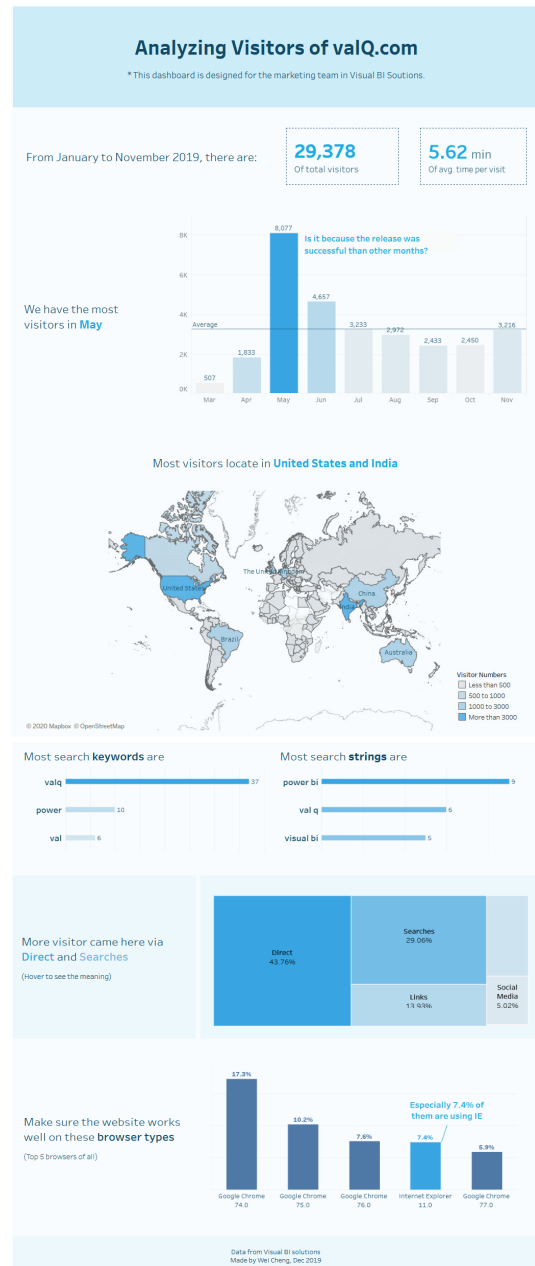 Analyzing Visitors of valQ.com
* This dashboard is designed for the marketing team in Visual BI Soutions.
From January to November 2019, there are:
29,378
Of total visitors
5.62 min
Of avg. time per visit
We have the most
visitors in May
Is it because the release was
successful than other months?
8K
6K
4K
2K
0K
Average
507
1,833
8,077
4,657
3,233
2,972
2,433
2,450
3,216
Mar
Apr
May
Jun
Jul
Aug
Sep
Oct
Nov
Most visitors locate in United States and India
United States
The United Kingdom
China
India
Brazil
Australia
Visitor Numbers
Less than 500
500 to 1000
1000 to 3000
More than 3000
© 2020 Mapbox © OpenStreetMap
Most search keywords are
valq 37
power 10
val 6
Most search strings are
power bi 9
val q 6
visual bi 5
More visitor came here via
Direct and Searches
(Hover to see the meaning)
Direct
43.76%
Searches
29.06%
Links
13.93%
Social
Media
5.02%
Make sure the website works
well on these browser types
(Top 5 browsers of all)
Especially 7.4% of
them are using IE
17.3%
10.2%
7.6%
7.4%
5.9%
Google Chrome
74.0
Google Chrome
75.0
Google Chrome
76.0
Internet Explorer
11.0
Google Chrome
77.0
Data from Visual BI solutions
Made by Wei Cheng, Dec 2019